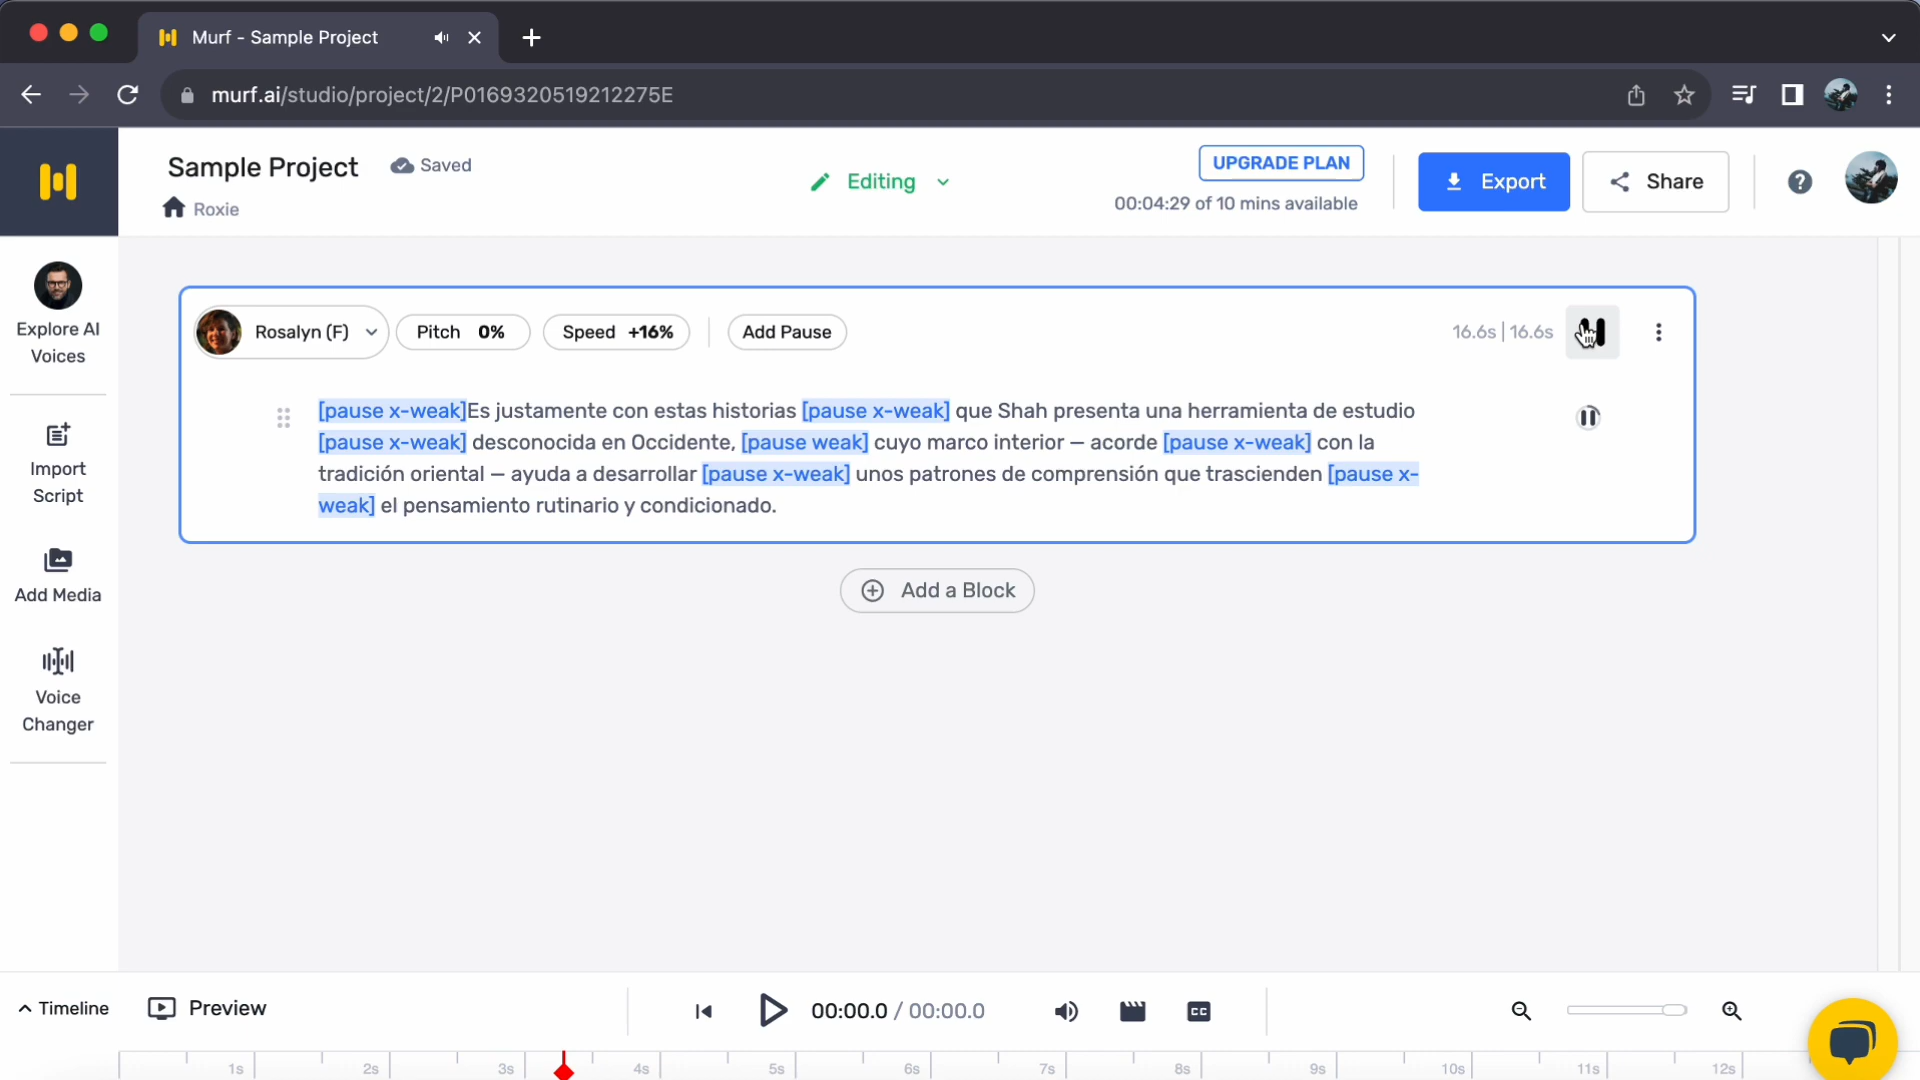 Murf - Sample Project
murf.ai/studio/project/2/P0169320519212275E
Sample Project
Saved
Roxie
Editing
UPGRADE PLAN
00:04:29 of 10 mins available
Export
Share
Explore AI
Voices
Import
Script
Add Media
Voice
Changer
Rosalyn (F)
Pitch 0%
Speed +16%
Add Pause
16.6s | 16.6s
[pause x-weak]Es justamente con estas historias [pause x-weak] que Shah presenta una herramienta de estudio
[pause x-weak] desconocida en Occidente, [pause weak] cuyo marco interior — acorde [pause x-weak] con la
tradición oriental — ayuda a desarrollar [pause x-weak] unos patrones de comprensión que trascienden [pause x-
weak] el pensamiento rutinario y condicionado.
Add a Block
Timeline
Preview
00:00.0 / 00:00.0
CC
1s 2s 3s 4s 5s 6s 7s 8s 9s 10s 11s 12s